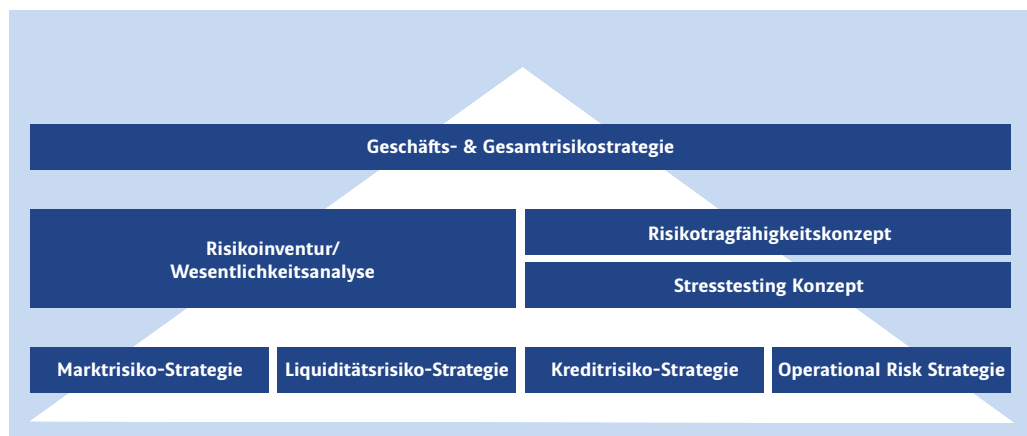 Geschäfts- & Gesamtrisikostrategie
Risikoinventur/
Wesentlichkeitsanalyse
Risikotragfähigkeitskonzept
Stresstesting Konzept
Marktrisiko-Strategie
Liquiditätsrisiko-Strategie
Kreditrisiko-Strategie
Operational Risk Strategie